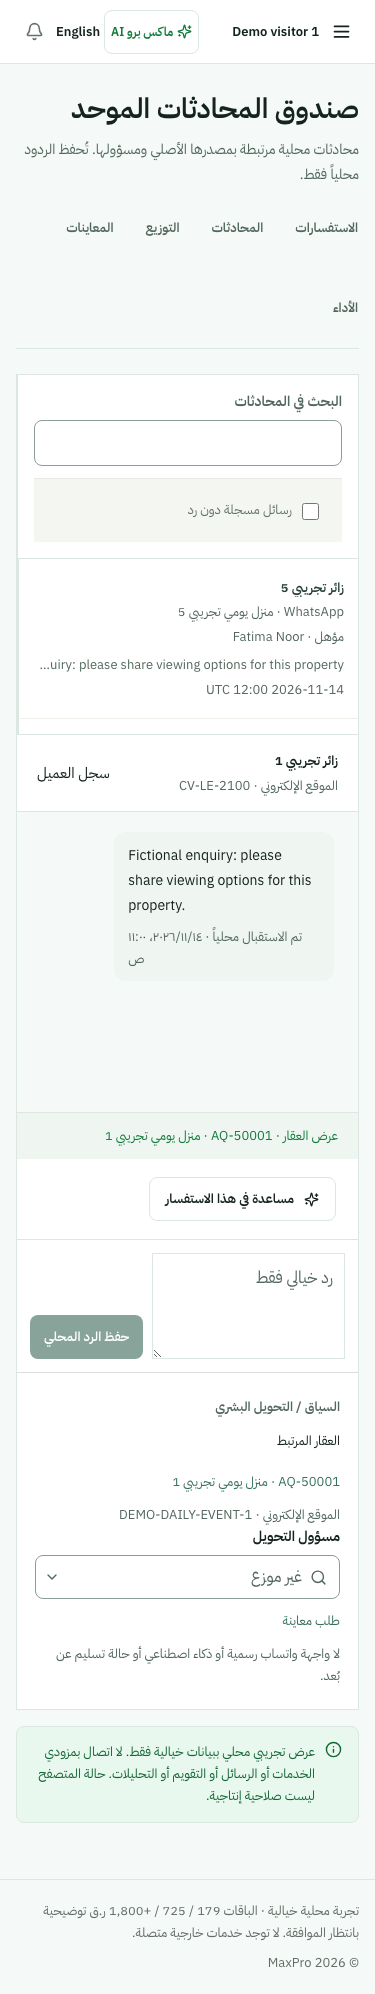 Demo visitor 1
ماكس برو AI
English
صندوق المحادثات الموحد
محادثات محلية مرتبطة بمصدرها الأصلي ومسؤولها. تُحفظ الردود
محلياً فقط.
الاستفسارات
المحادثات
التوزيع
المعاينات
الأداء
البحث في المحادثات
رسائل مسجلة دون رد
زائر تجريبي 5
WhatsApp · منزل يومي تجريبي 5
مؤهل · Fatima Noor
...uiry: please share viewing options for this property
2026-11-14 12:00 UTC
زائر تجريبي 1
الموقع الإلكتروني · CV-LE-2100
سجل العميل
Fictional enquiry: please
share viewing options for this
property.
تم الاستقبال محلياً · ٢٠٢٦/١١/١٤، ١١:٠٠
ص
عرض العقار · AQ-50001 · منزل يومي تجريبي 1
مساعدة في هذا الاستفسار
رد خيالي فقط
حفظ الرد المحلي
السياق / التحويل البشري
العقار المرتبط
AQ-50001 · منزل يومي تجريبي 1
الموقع الإلكتروني · DEMO-DAILY-EVENT-1
مسؤول التحويل
غير موزع
طلب معاينة
لا واجهة واتساب رسمية أو ذكاء اصطناعي أو حالة تسليم عن
بُعد.
عرض تجريبي محلي ببيانات خيالية فقط. لا اتصال بمزودي
الخدمات أو الرسائل أو التقويم أو التحليلات. حالة المتصفح
ليست صلاحية إنتاجية.
تجربة محلية خيالية · الباقات 179 / 725 / +1,800 ر.ق توضيحية
بانتظار الموافقة. لا توجد خدمات خارجية متصلة.
© 2026 MaxPro